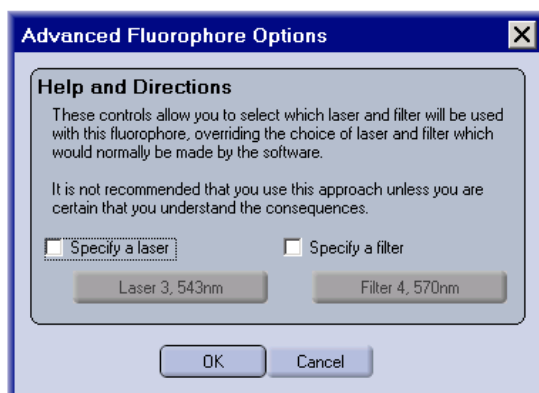 Advanced Fluorophore Options
Help and Directions
These controls allow you to select which laser and filter will be used
with this fluorophore, overriding the choice of laser and filter which
would normally be made by the software.
It is not recommended that you use this approach unless you are
certain that you understand the consequences.
Specify a laser Specify a filter
Laser 3, 543nm Filter 4, 570nm
OK Cancel